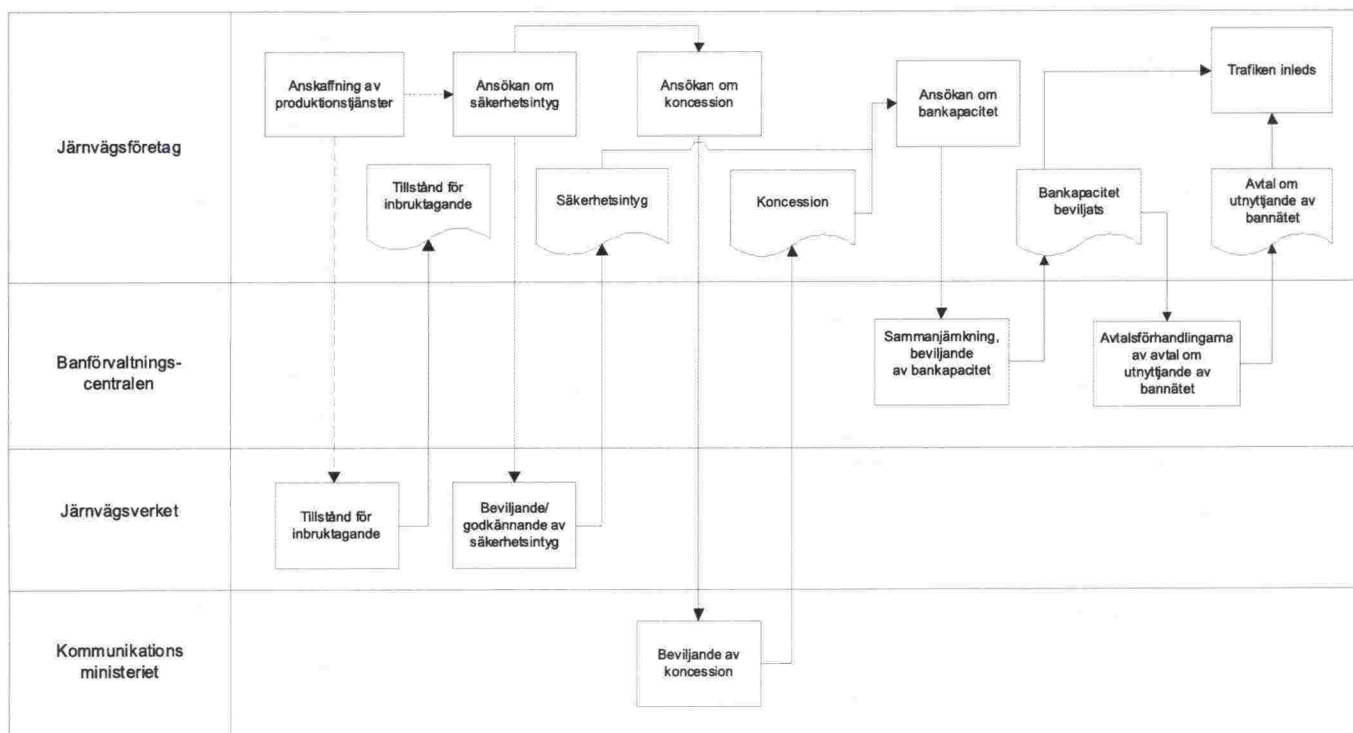 Järnvägsföretag
Anskaffning av
produktionstjänster
Ansökan om
säkerhetsintyg
Ansökan om
koncession
Ansökan om
bankapacitet
Trafiken inleds
Tillstånd för
inbruktagande
Säkerhetsintyg
Koncession
Bankapacitet
beviljats
Avtal om
utnyttjande av
bannätet
Banförvaltnings-
centralen
Sammanjämkning,
beviljande
av bankapacitet
Avtalsförhandlingarna
av avtal om
utnyttjande av
bannätet
Järnvägsverket
Tillstånd för
inbruktagande
Beviljande/
godkännande av
säkerhetsintyg
Kommunikations
ministeriet
Beviljande av
koncession